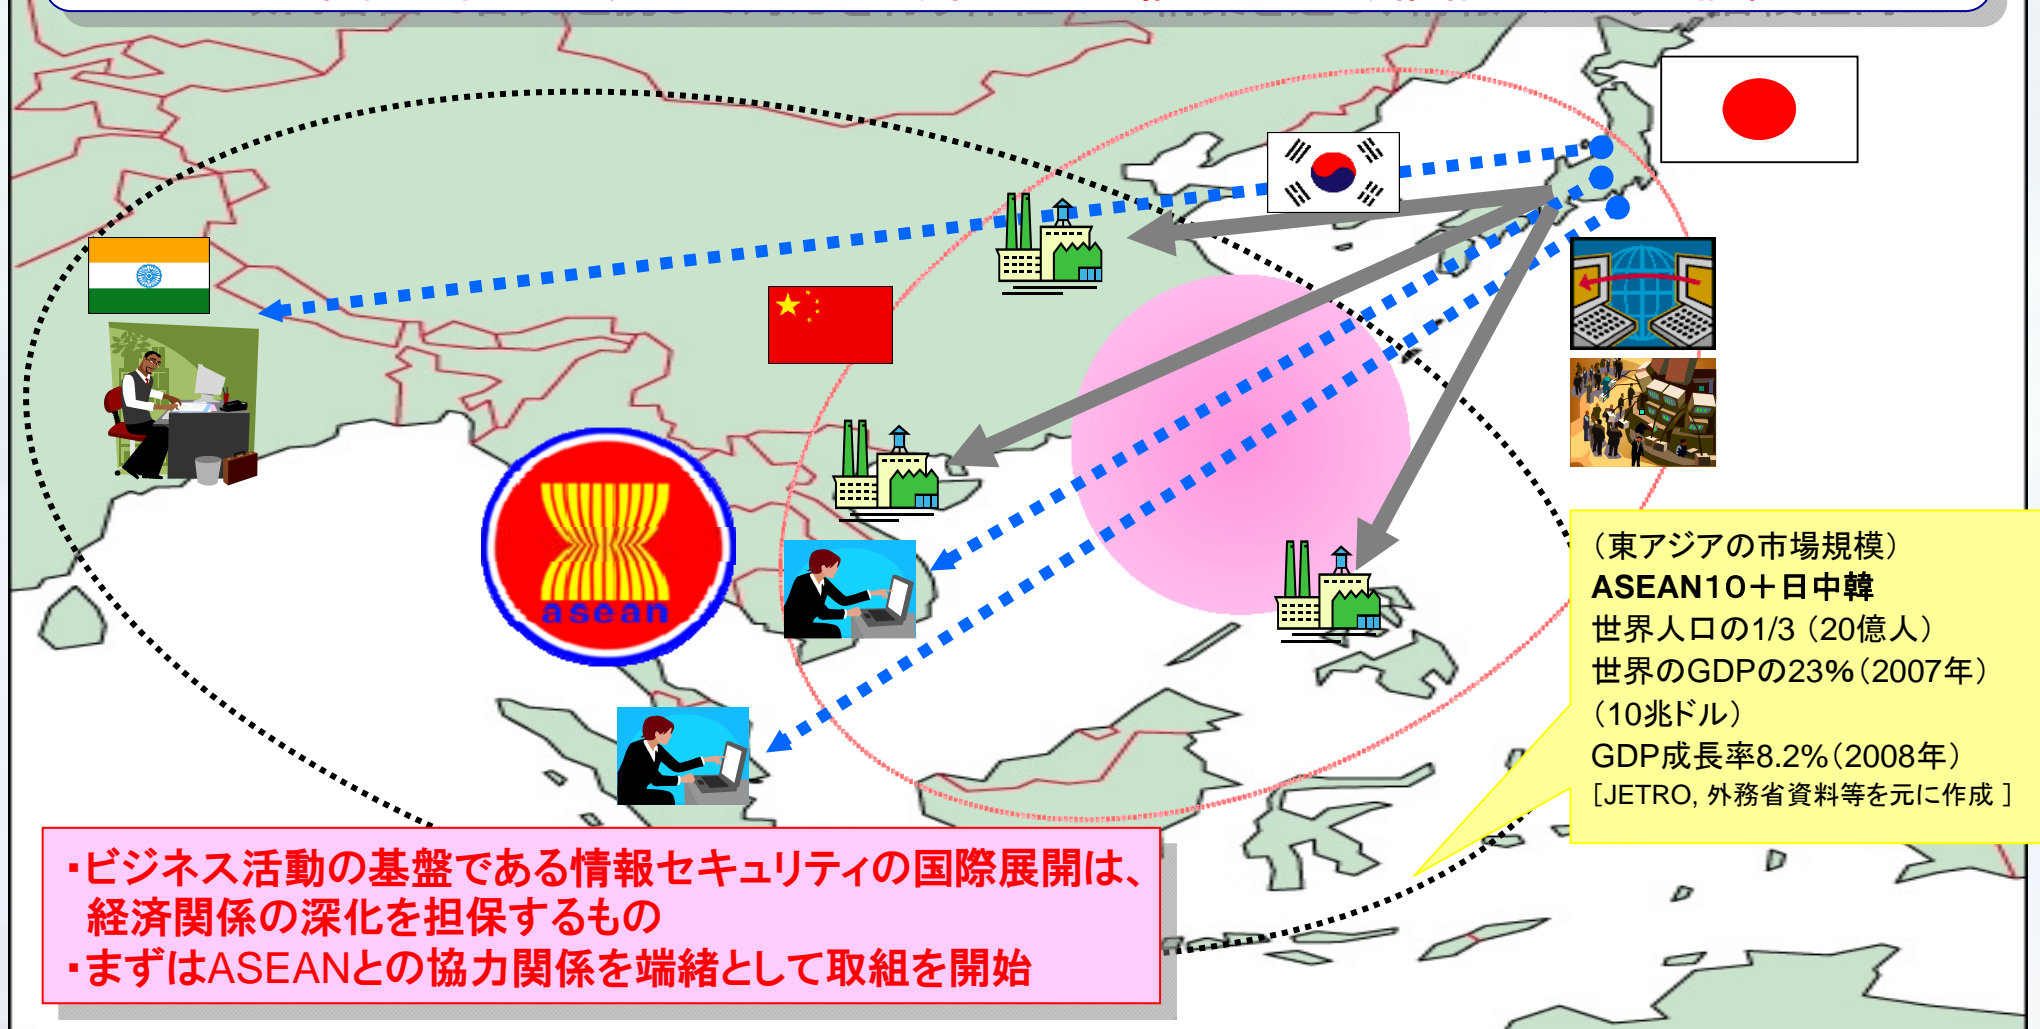 (東アジアの市場規模)
ASEAN10＋日中韓
世界人口の1/3 (20億人)
世界のGDPの23%(2007年)
(10兆ドル)
GDP成長率8.2%(2008年)
[JETRO, 外務省資料等を元に作成 ]
asean
・ビジネス活動の基盤である情報セキュリティの国際展開は、
経済関係の深化を担保するもの
・まずはASEANとの協力関係を端緒として取組を開始